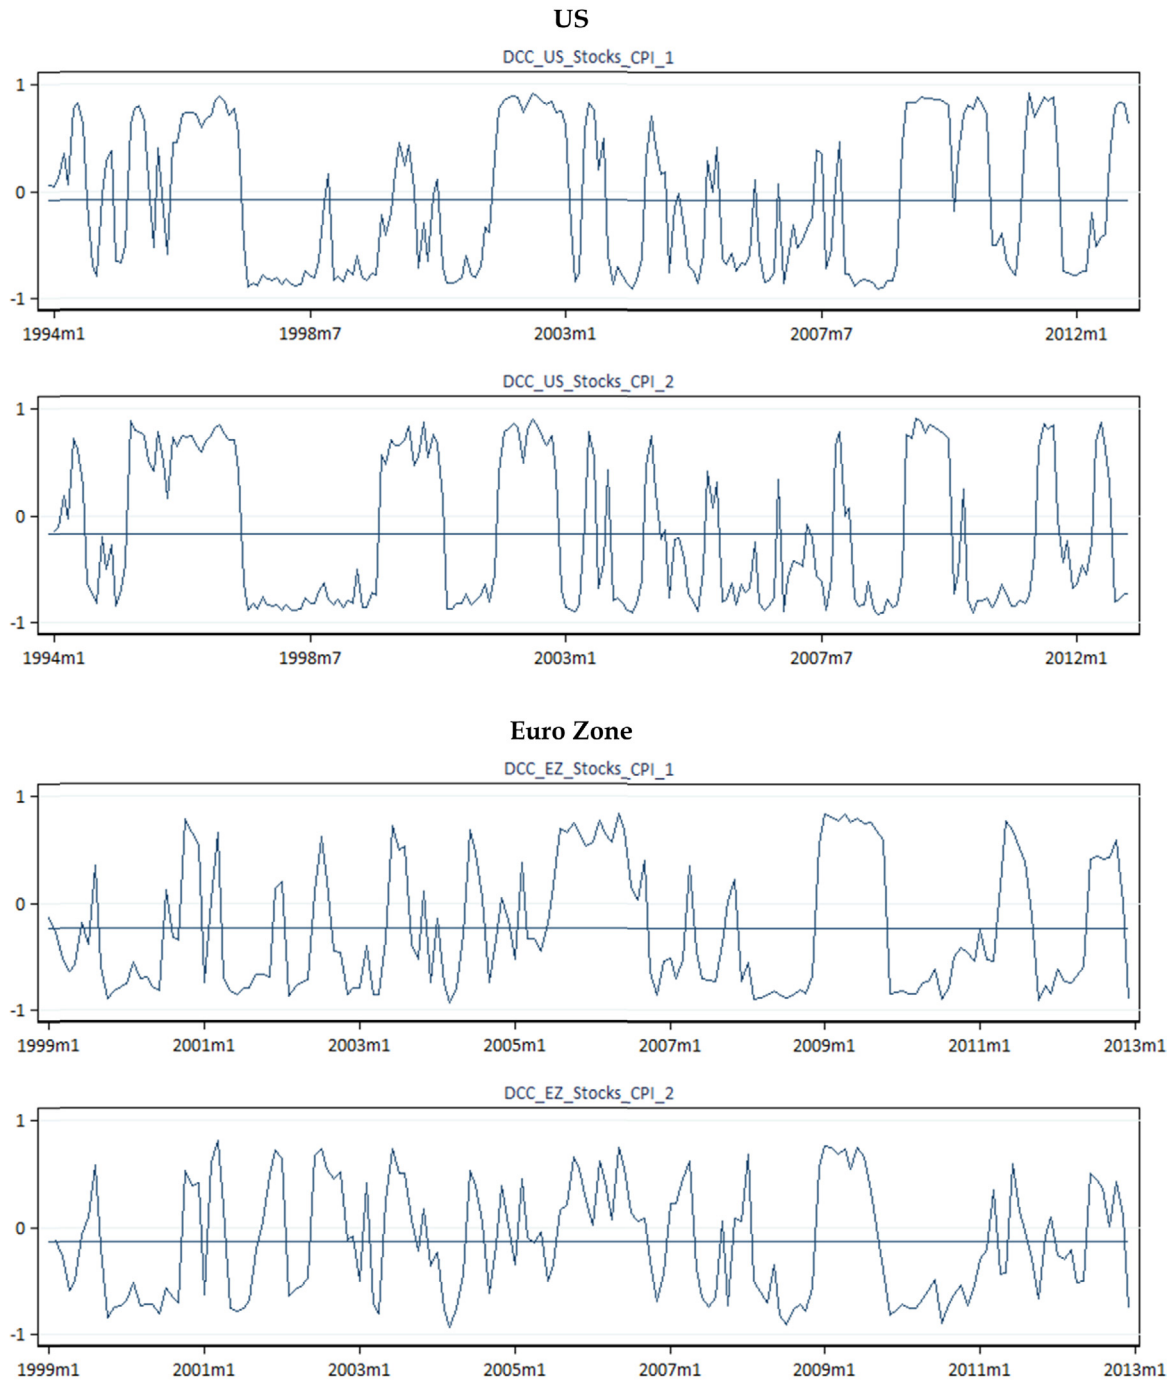 US
DCC_US_Stocks_CPI_1
1
0
-1
1994m1 1998m7 2003m1 2007m7 2012m1
DCC_US_Stocks_CPI_2
1
0
-1
1994m1 1998m7 2003m1 2007m7 2012m1
Euro Zone
DCC_EZ_Stocks_CPI_1
1
0
-1
1999m1 2001m1 2003m1 2005m1 2007m1 2009m1 2011m1 2013m1
DCC_EZ_Stocks_CPI_2
1
0
-1
1999m1 2001m1 2003m1 2005m1 2007m1 2009m1 2011m1 2013m1